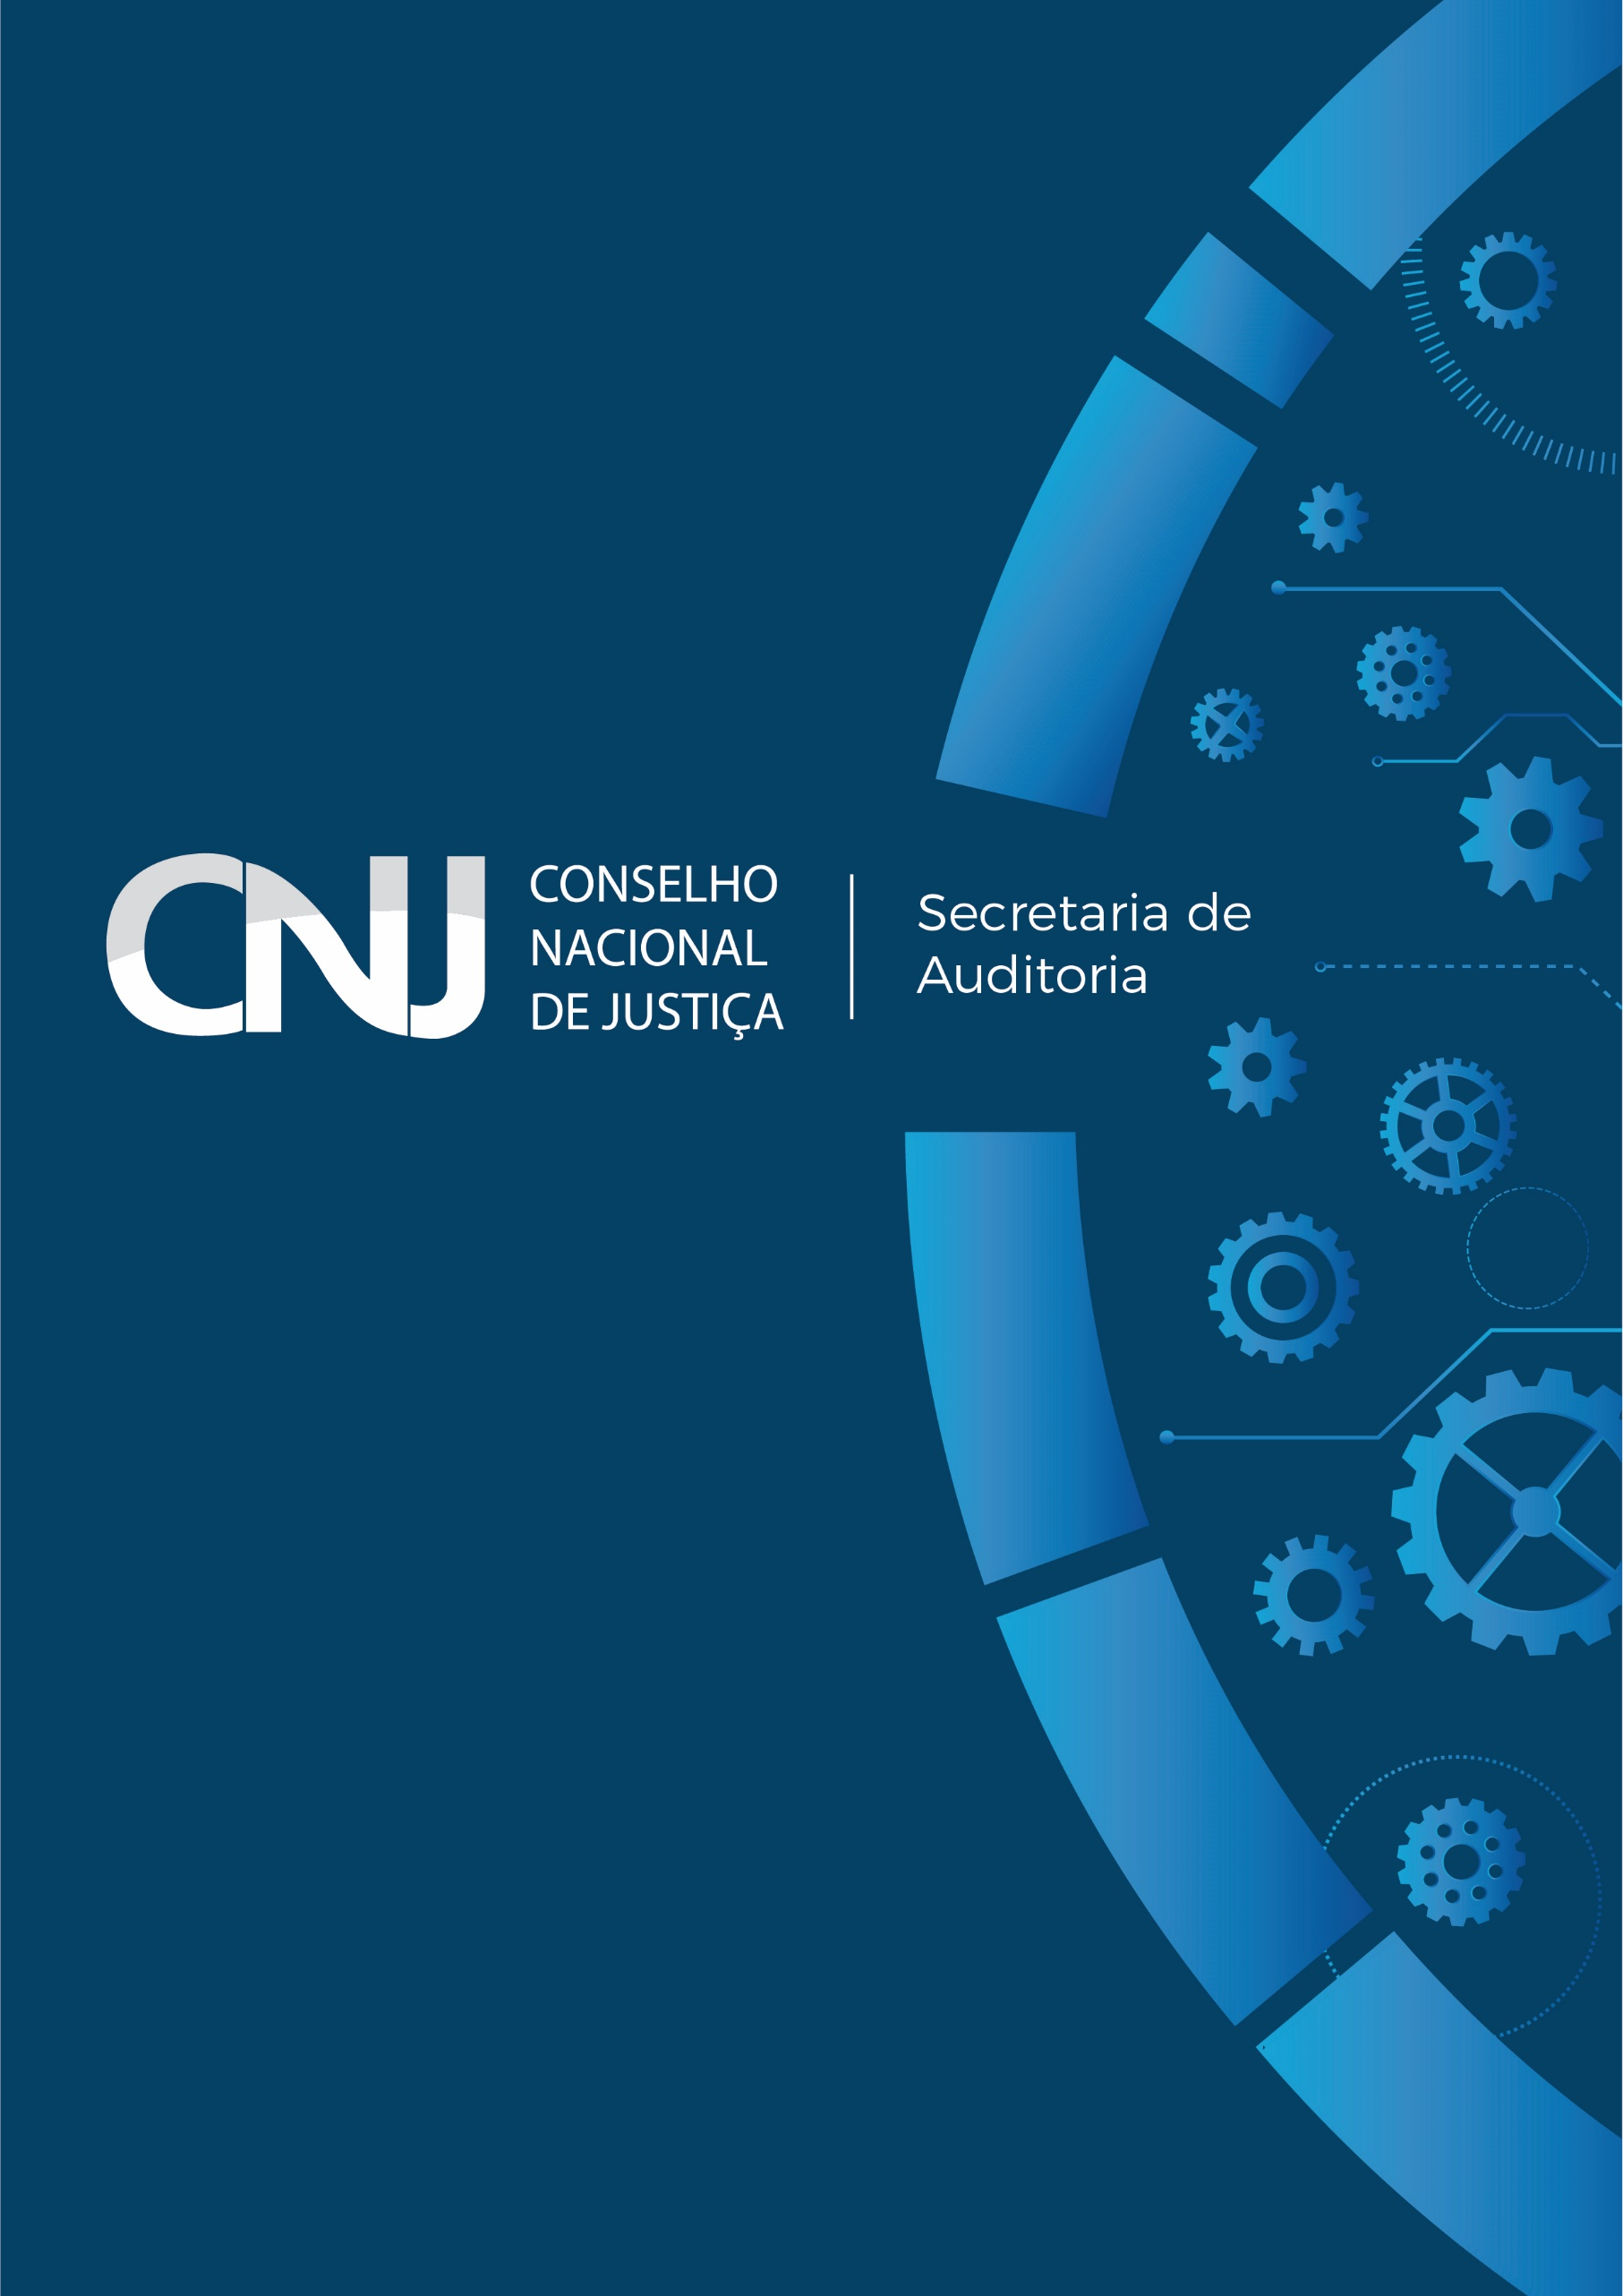 CNJ
CONSELHO
NACIONAL
DE JUSTIÇA
Secretaria de
Auditoria